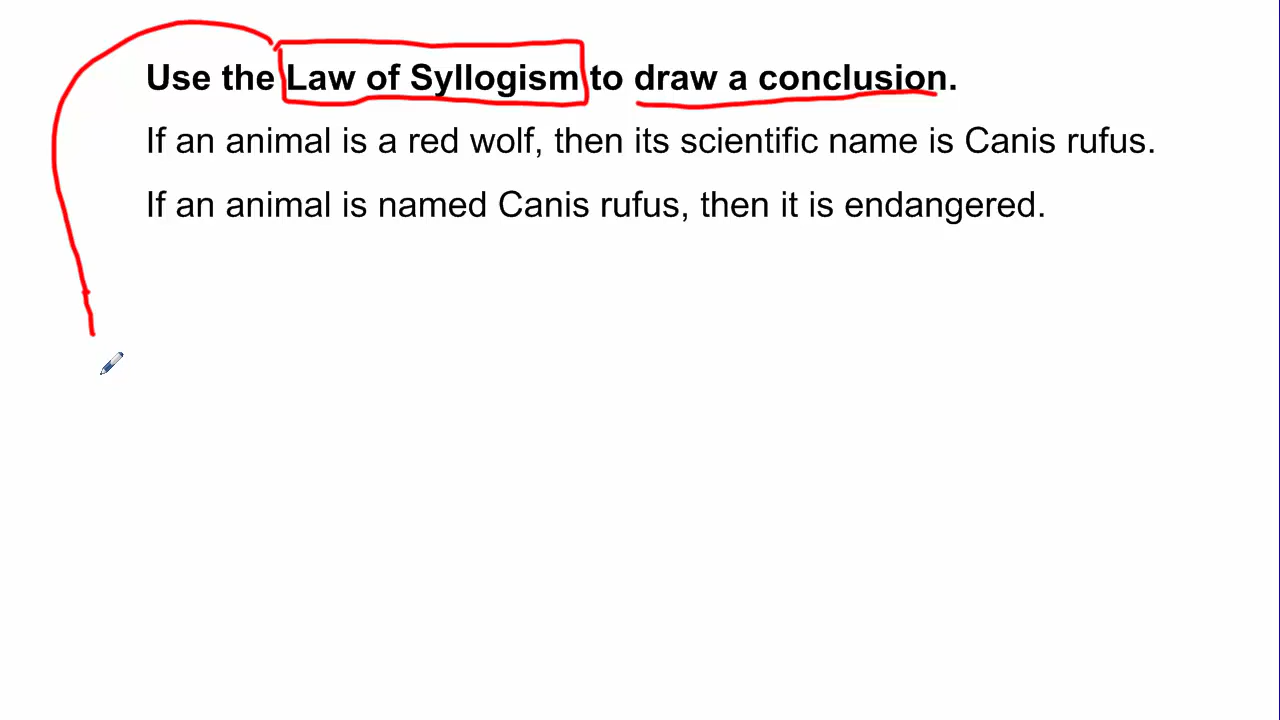 Use the Law of Syllogism to draw a conclusion.
If an animal is a red wolf, then its scientific name is Canis rufus.
If an animal is named Canis rufus, then it is endangered.